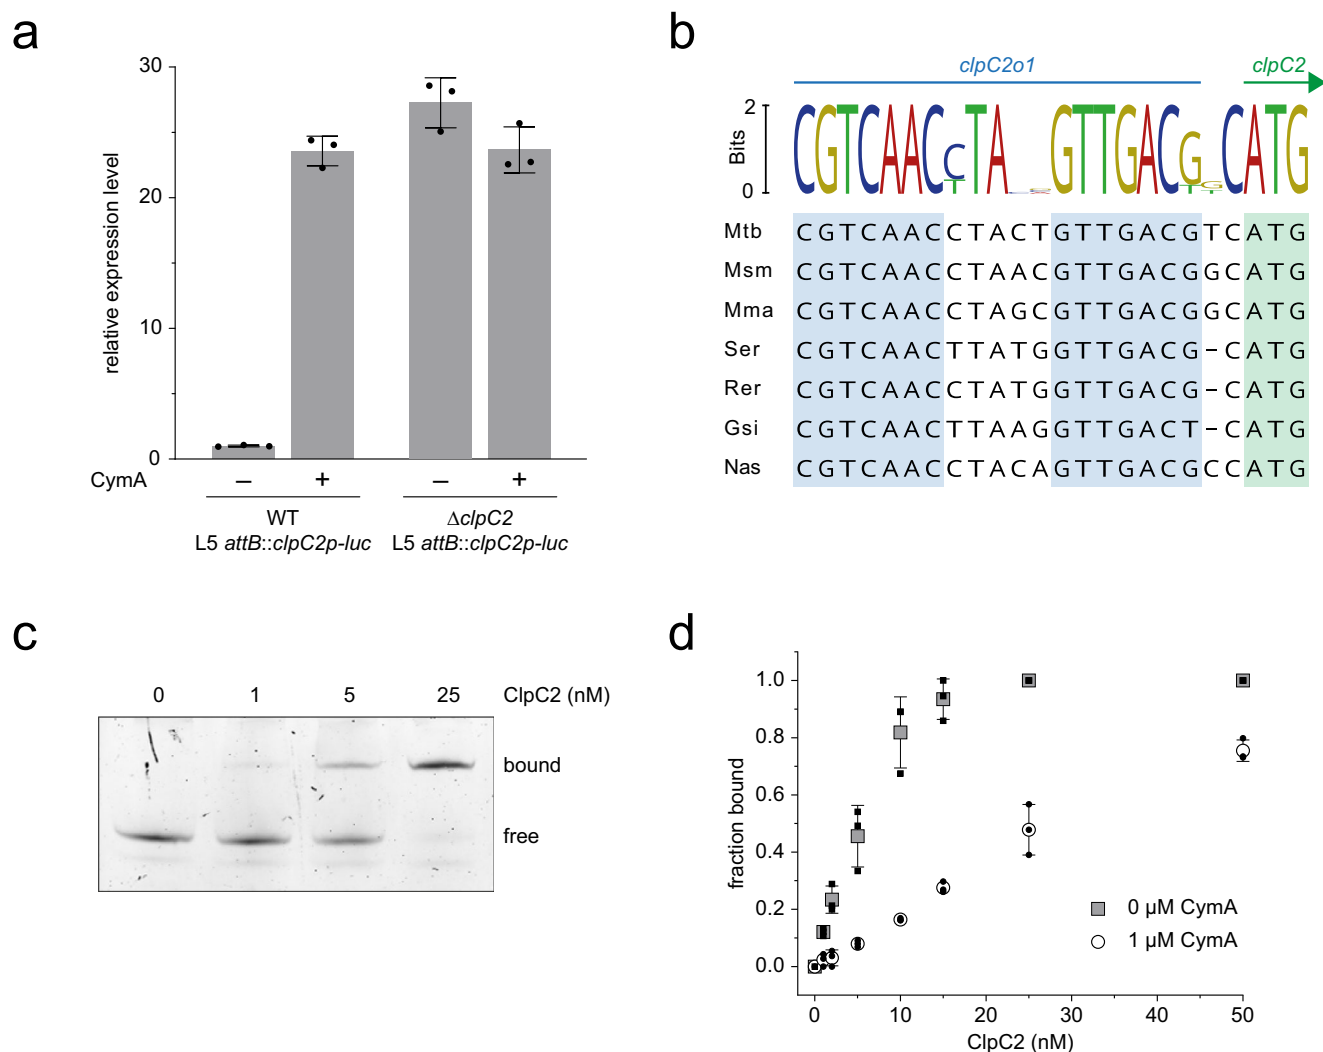 a
30
20
10
0
relative expression level
CymA
– + – +
WT
L5 attB::clpC2p-luc
ΔclpC2
L5 attB::clpC2p-luc
b
clpC2o1 clpC2
2
Bits
0
CGTCAACCTA GTTGACGGCATG
Mtb CGTCAACCTACTGTTGACGTCATG
Msm CGTCAACCTAACGTTGACGGCATG
Mma CGTCAACCTAGCGTTGACGGCATG
Ser CGTCAACTTATGGTTGACG–CATG
Rer CGTCAACCTATGGTTGACG–CATG
Gsi CGTCAACTTAAGGTTGACT–CATG
Nas CGTCAACCTACAGTTGACGCCATG
c
0 1 5 25 ClpC2 (nM)
bound
free
d
1.0
0.8
0.6
0.4
0.2
0.0
fraction bound
0 µM CymA
1 µM CymA
0 10 20 30 40 50
ClpC2 (nM)